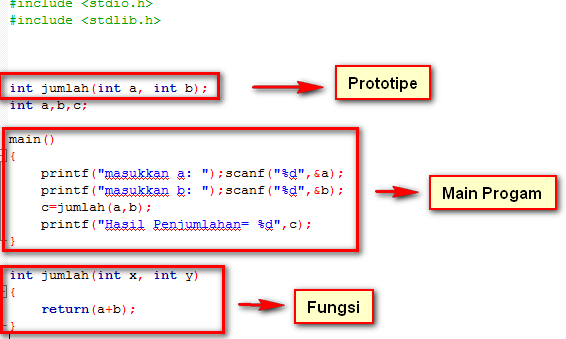 #include <stdio.h>
#include <stdlib.h>
int jumlah(int a, int b);
Prototipe
int a,b,c;
main()
{
printf("masukkan a: ");scanf("%d",&a);
printf("masukkan b: ");scanf("%d",&b);
c=jumlah(a,b);
printf("Hasil Penjumlahan= %d",c);
}
Main Progam
int jumlah(int x, int y)
{
return(a+b);
}
Fungsi